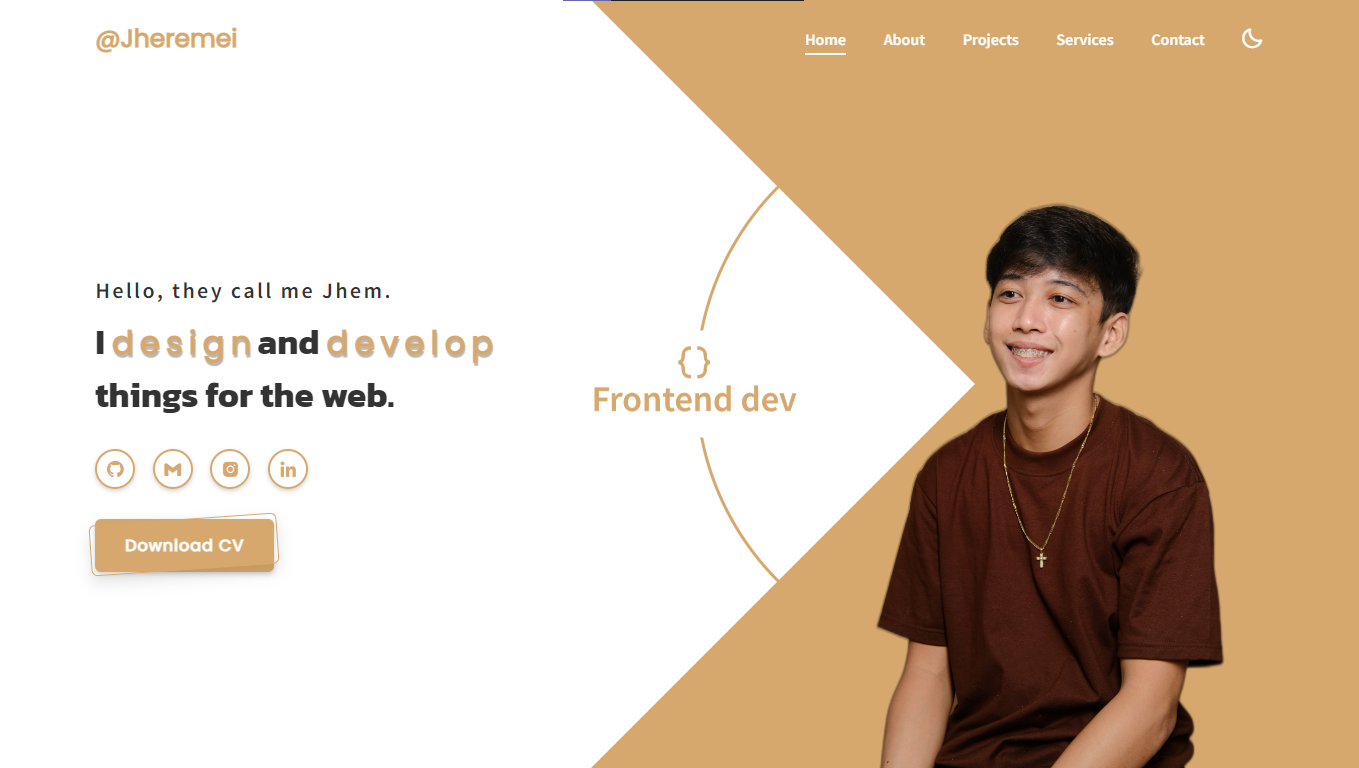 @Jheremei
Home About Projects Services Contact
Hello, they call me Jhem.
I design and develop
things for the web.
{}
Frontend dev
Download CV